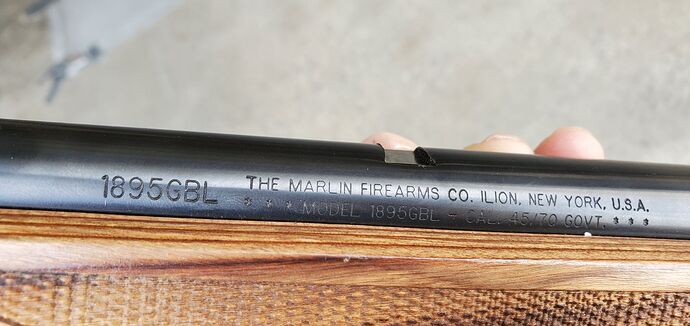 1895GBL THE MARLIN FIREARMS CO. ILION, NEW YORK, U.S.A.
* * * MODEL 1895GBL - CAL. 45/70 GOVT. * * *